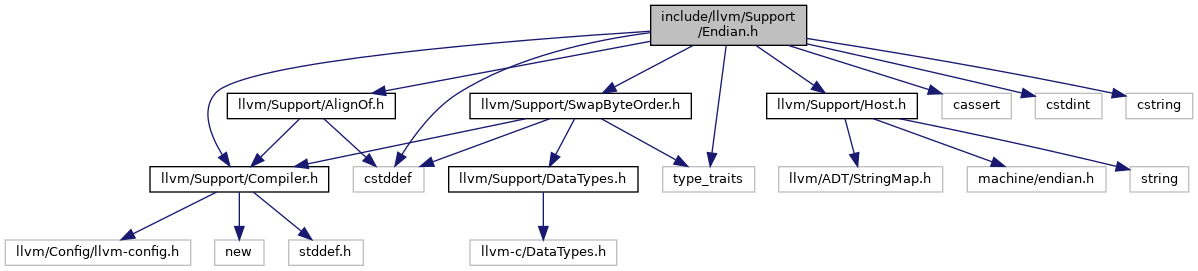 include/llvm/Support
/Endian.h
llvm/Support/AlignOf.h
llvm/Support/SwapByteOrder.h
llvm/Support/Host.h
cassert
cstdint
cstring
llvm/Support/Compiler.h
cstddef
llvm/Support/DataTypes.h
type_traits
llvm/ADT/StringMap.h
machine/endian.h
string
llvm/Config/llvm-config.h
new
stddef.h
llvm-c/DataTypes.h